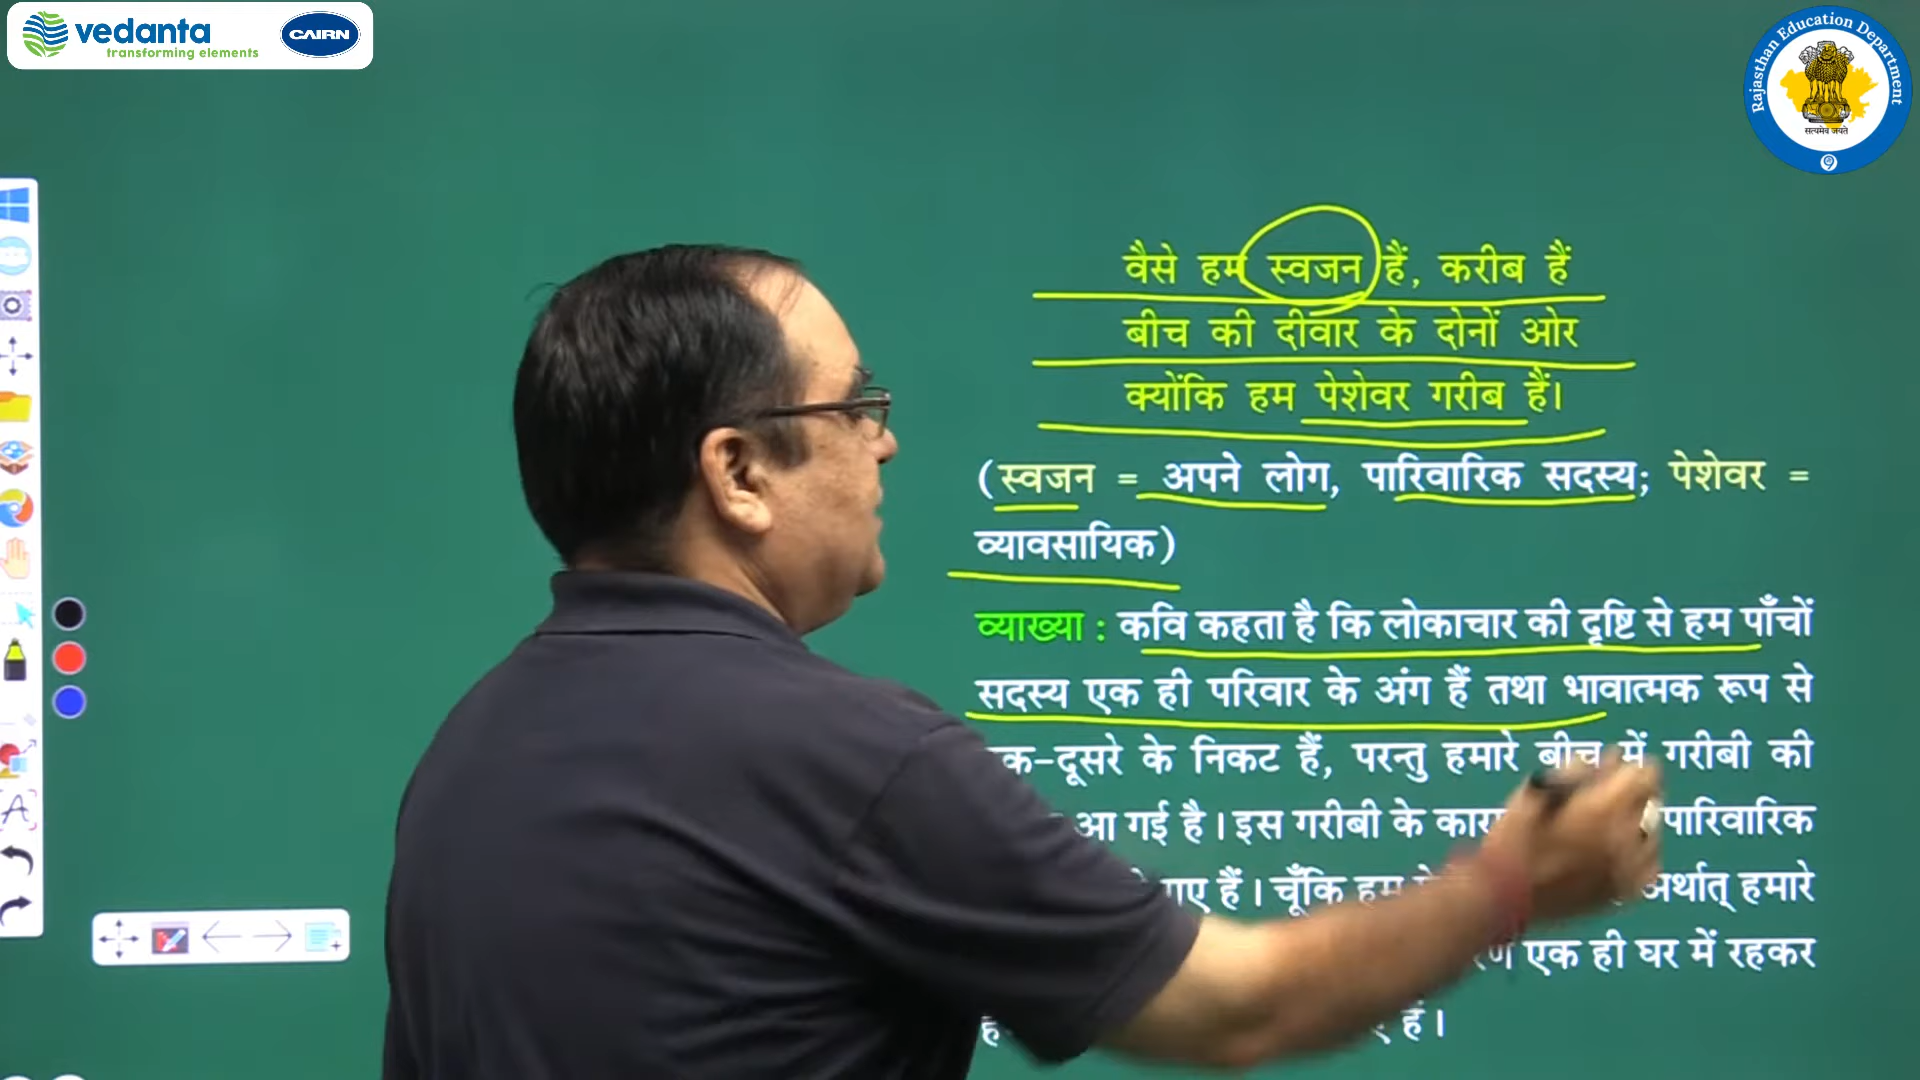 vedanta
transforming elements
CAIRN
Rajasthan Education Department
सत्यमेव जयते
वैसे हम स्वजन हैं, करीब हैं
बीच की दीवार के दोनों ओर
क्योंकि हम पेशेवर गरीब हैं।
(स्वजन = अपने लोग, पारिवारिक सदस्य; पेशेवर =
व्यावसायिक)
व्याख्या : कवि कहता है कि लोकाचार की दृष्टि से हम पाँचों
सदस्य एक ही परिवार के अंग हैं तथा भावात्मक रूप से
क-दूसरे के निकट हैं, परन्तु हमारे बीच में गरीबी की
आ गई है। इस गरीबी के पारिवारिक
गए हैं। चूँकि हम अर्थात् हमारे
एक ही घर में रहकर
हैं।